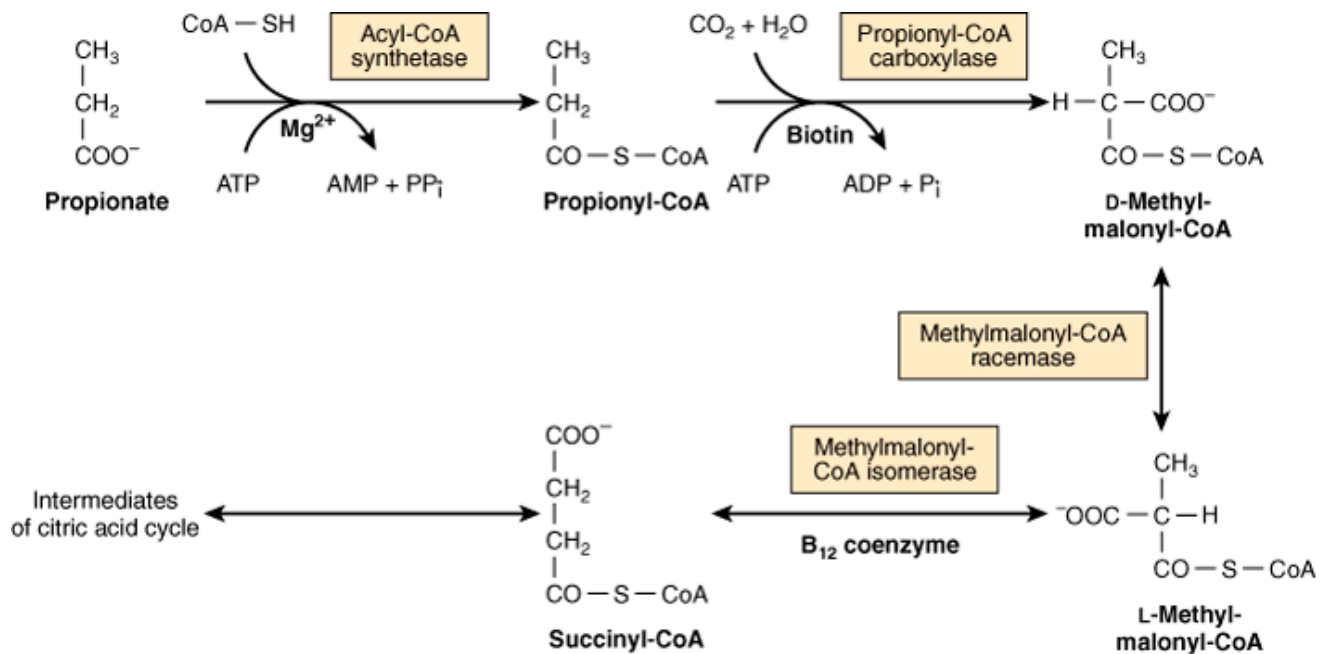 CoA — SH
Acyl-CoA
synthetase
CO₂ + H₂O
Propionyl-CoA
carboxylase
CH₃
CH₂
COO⁻
Propionate
Mg²⁺
ATP
AMP + PPi
CH₃
CH₂
CO — S — CoA
Propionyl-CoA
Biotin
ATP
ADP + Pi
CH₃
H — C — COO⁻
CO — S — CoA
D-Methyl-
malonyl-CoA
Methylmalonyl-CoA
racemase
CH₃
⁻OOC — C — H
CO — S — CoA
L-Methyl-
malonyl-CoA
Methylmalonyl-
CoA isomerase
B₁₂ coenzyme
COO⁻
CH₂
CH₂
CO — S — CoA
Succinyl-CoA
Intermediates
of citric acid cycle